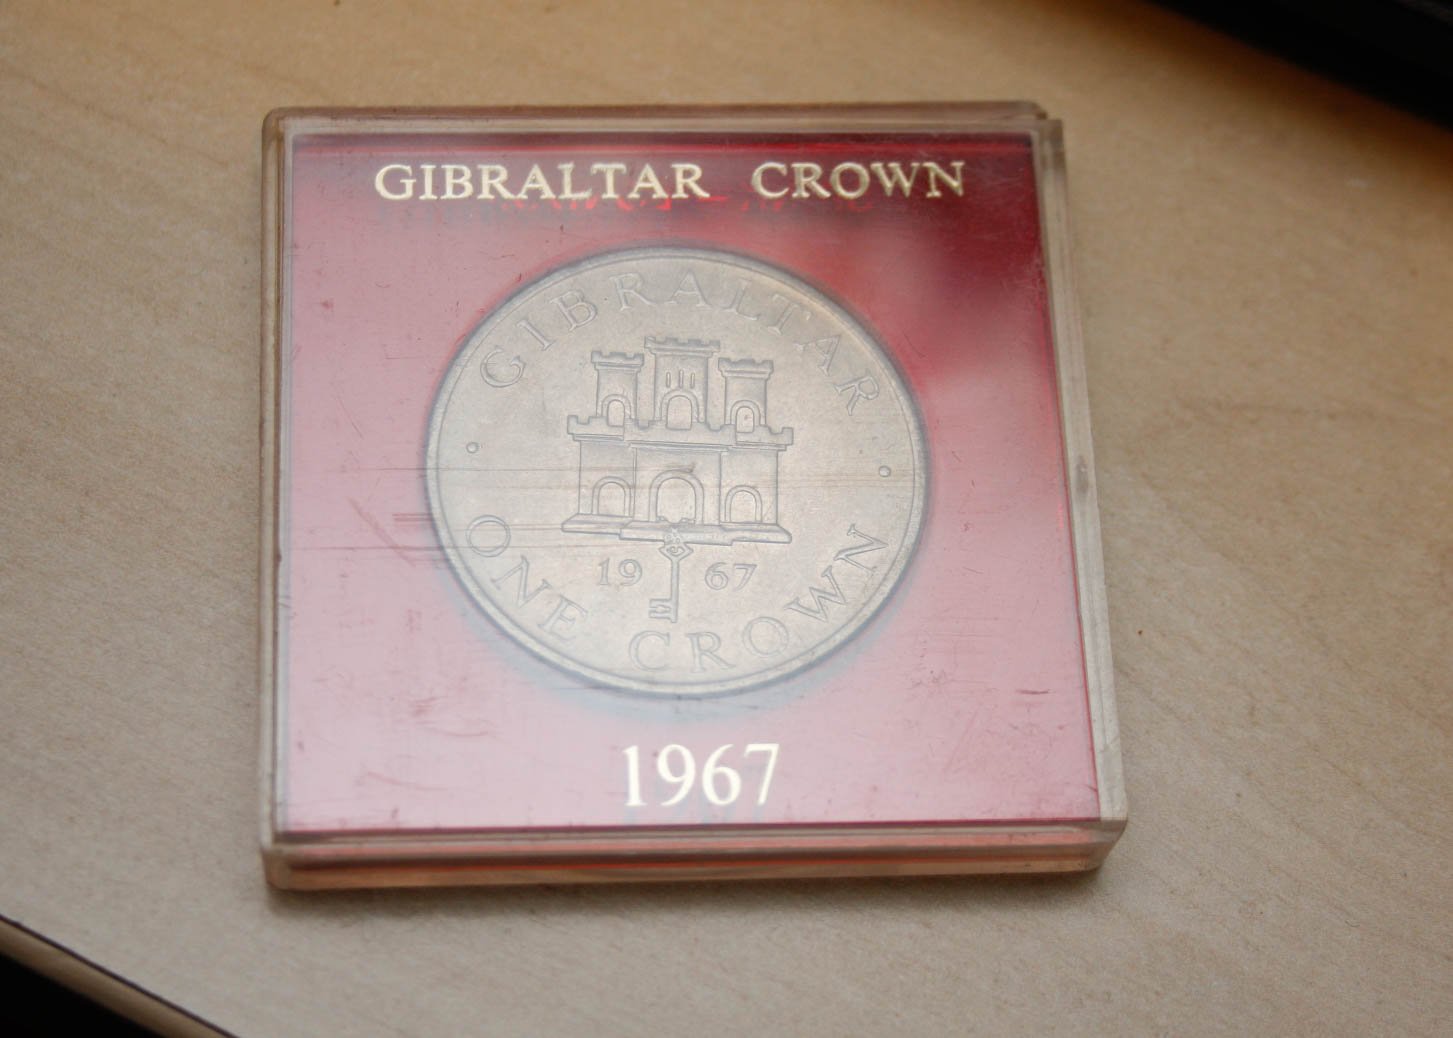 GIBRALTAR CROWN
GIBRALTAR
19 67
ONE CROWN
1967